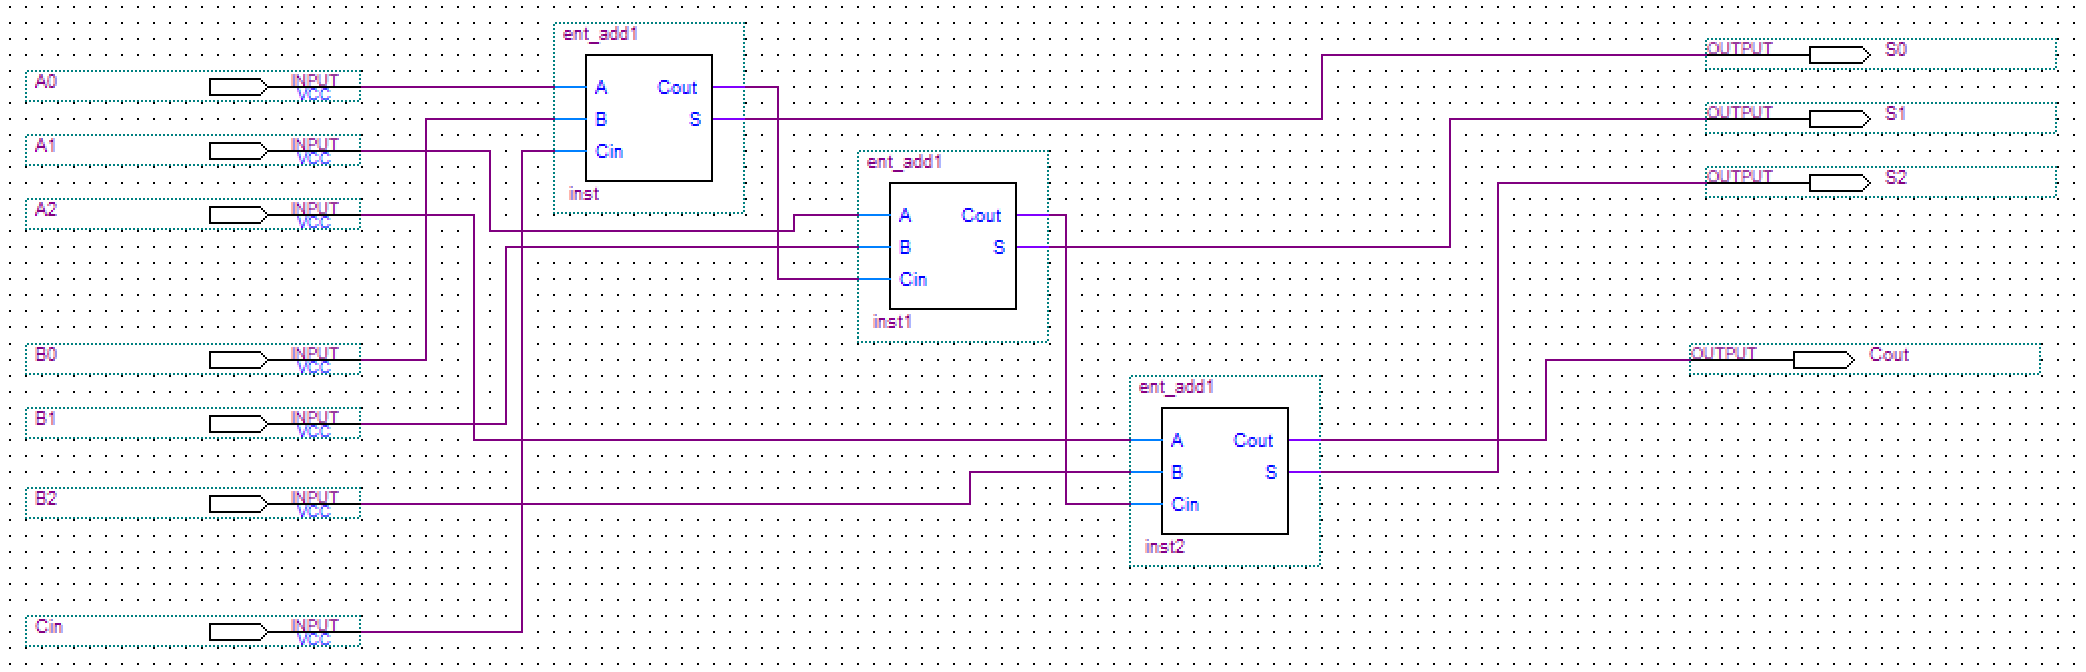 A0 INPUT
VCC
A1 INPUT
VCC
A2 INPUT
VCC
B0 INPUT
VCC
B1 INPUT
VCC
B2 INPUT
VCC
Cin INPUT
VCC
ent_add1
A Cout
B S
Cin
inst
ent_add1
A Cout
B S
Cin
inst1
ent_add1
A Cout
B S
Cin
inst2
OUTPUT S0
OUTPUT S1
OUTPUT S2
OUTPUT Cout